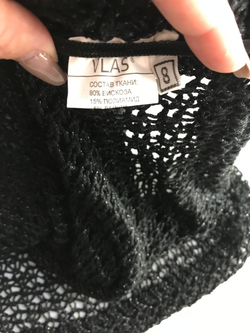 VLAS
8
СОСТАВ ТКАНИ:
80% ВИСКОЗА
15% ПОЛИАМИД